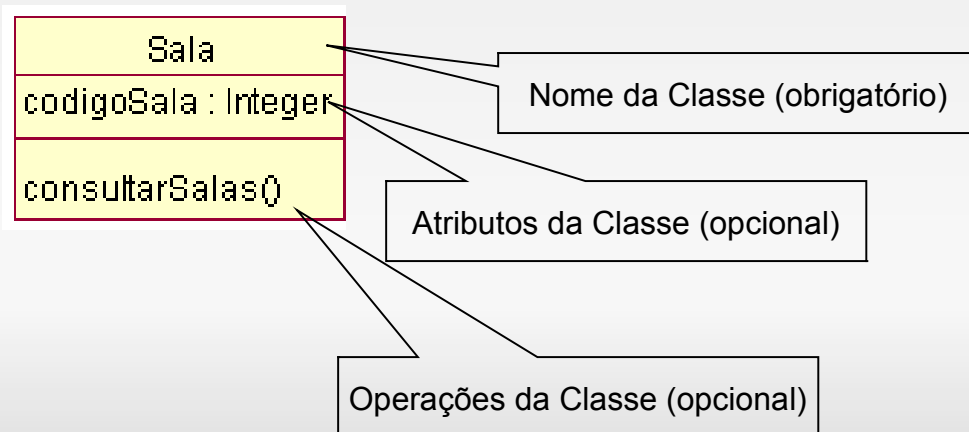 Sala
codigoSala : Integer
consultarSalas()
Nome da Classe (obrigatório)
Atributos da Classe (opcional)
Operações da Classe (opcional)